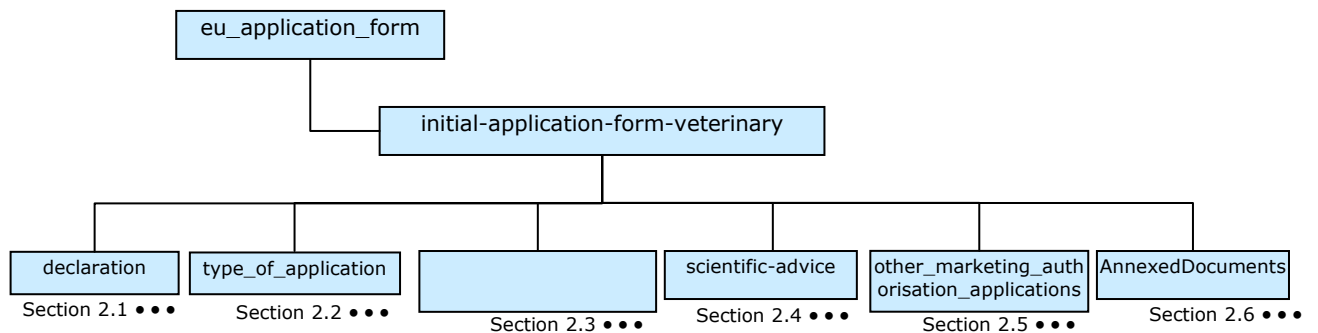 eu_application_form
initial-application-form-veterinary
declaration
type_of_application
scientific-advice
other_marketing_auth
orisation_applications
AnnexedDocuments
Section 2.1 •••
Section 2.2 •••
Section 2.3 •••
Section 2.4 •••
Section 2.5 •••
Section 2.6 •••